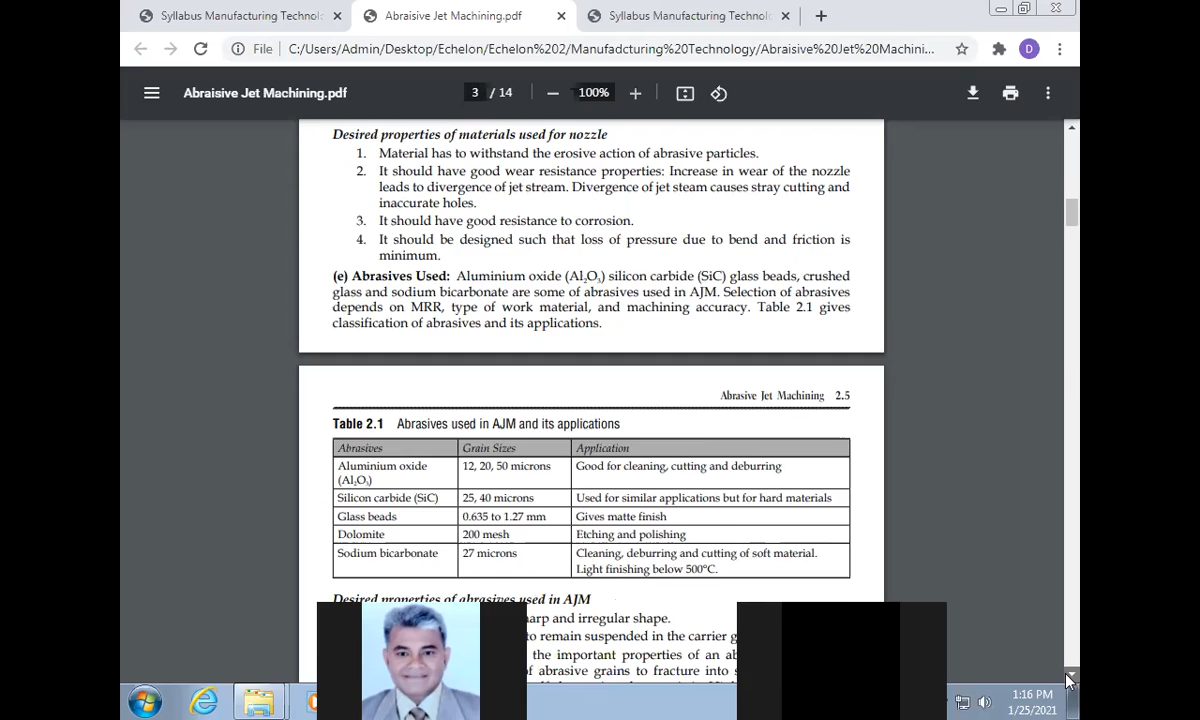 Syllabus Manufacturing Technol
Abraisive Jet Machining.pdf
Syllabus Manufacturing Technol
File C:/Users/Admin/Desktop/Echelon/Echelon%202/Manufadcturing%20Technology/Abraisive%20Jet%20Machini...
D
Abraisive Jet Machining.pdf
3 / 14
100%
Desired properties of materials used for nozzle
1. Material has to withstand the erosive action of abrasive particles.
2. It should have good wear resistance properties: Increase in wear of the nozzle
leads to divergence of jet stream. Divergence of jet steam causes stray cutting and
inaccurate holes.
3. It should have good resistance to corrosion.
4. It should be designed such that loss of pressure due to bend and friction is
minimum.
(e) Abrasives Used: Aluminium oxide (Al₂O₃) silicon carbide (SiC) glass beads, crushed
glass and sodium bicarbonate are some of abrasives used in AJM. Selection of abrasives
depends on MRR, type of work material, and machining accuracy. Table 2.1 gives
classification of abrasives and its applications.
Abrasive Jet Machining 2.5
Table 2.1 Abrasives used in AJM and its applications
Abrasives Grain Sizes Application
Aluminium oxide 12, 20, 50 microns Good for cleaning, cutting and deburring
(Al₂O₃)
Silicon carbide (SiC) 25, 40 microns Used for similar applications but for hard materials
Glass beads 0.635 to 1.27 mm Gives matte finish
Dolomite 200 mesh Etching and polishing
Sodium bicarbonate 27 microns Cleaning, deburring and cutting of soft material.
Light finishing below 500°C.
Desired properties of abrasives used in AJM
harp and irregular shape.
to remain suspended in the carrier g
the important properties of an ab
of abrasive grains to fracture into s
1:16 PM
1/25/2021